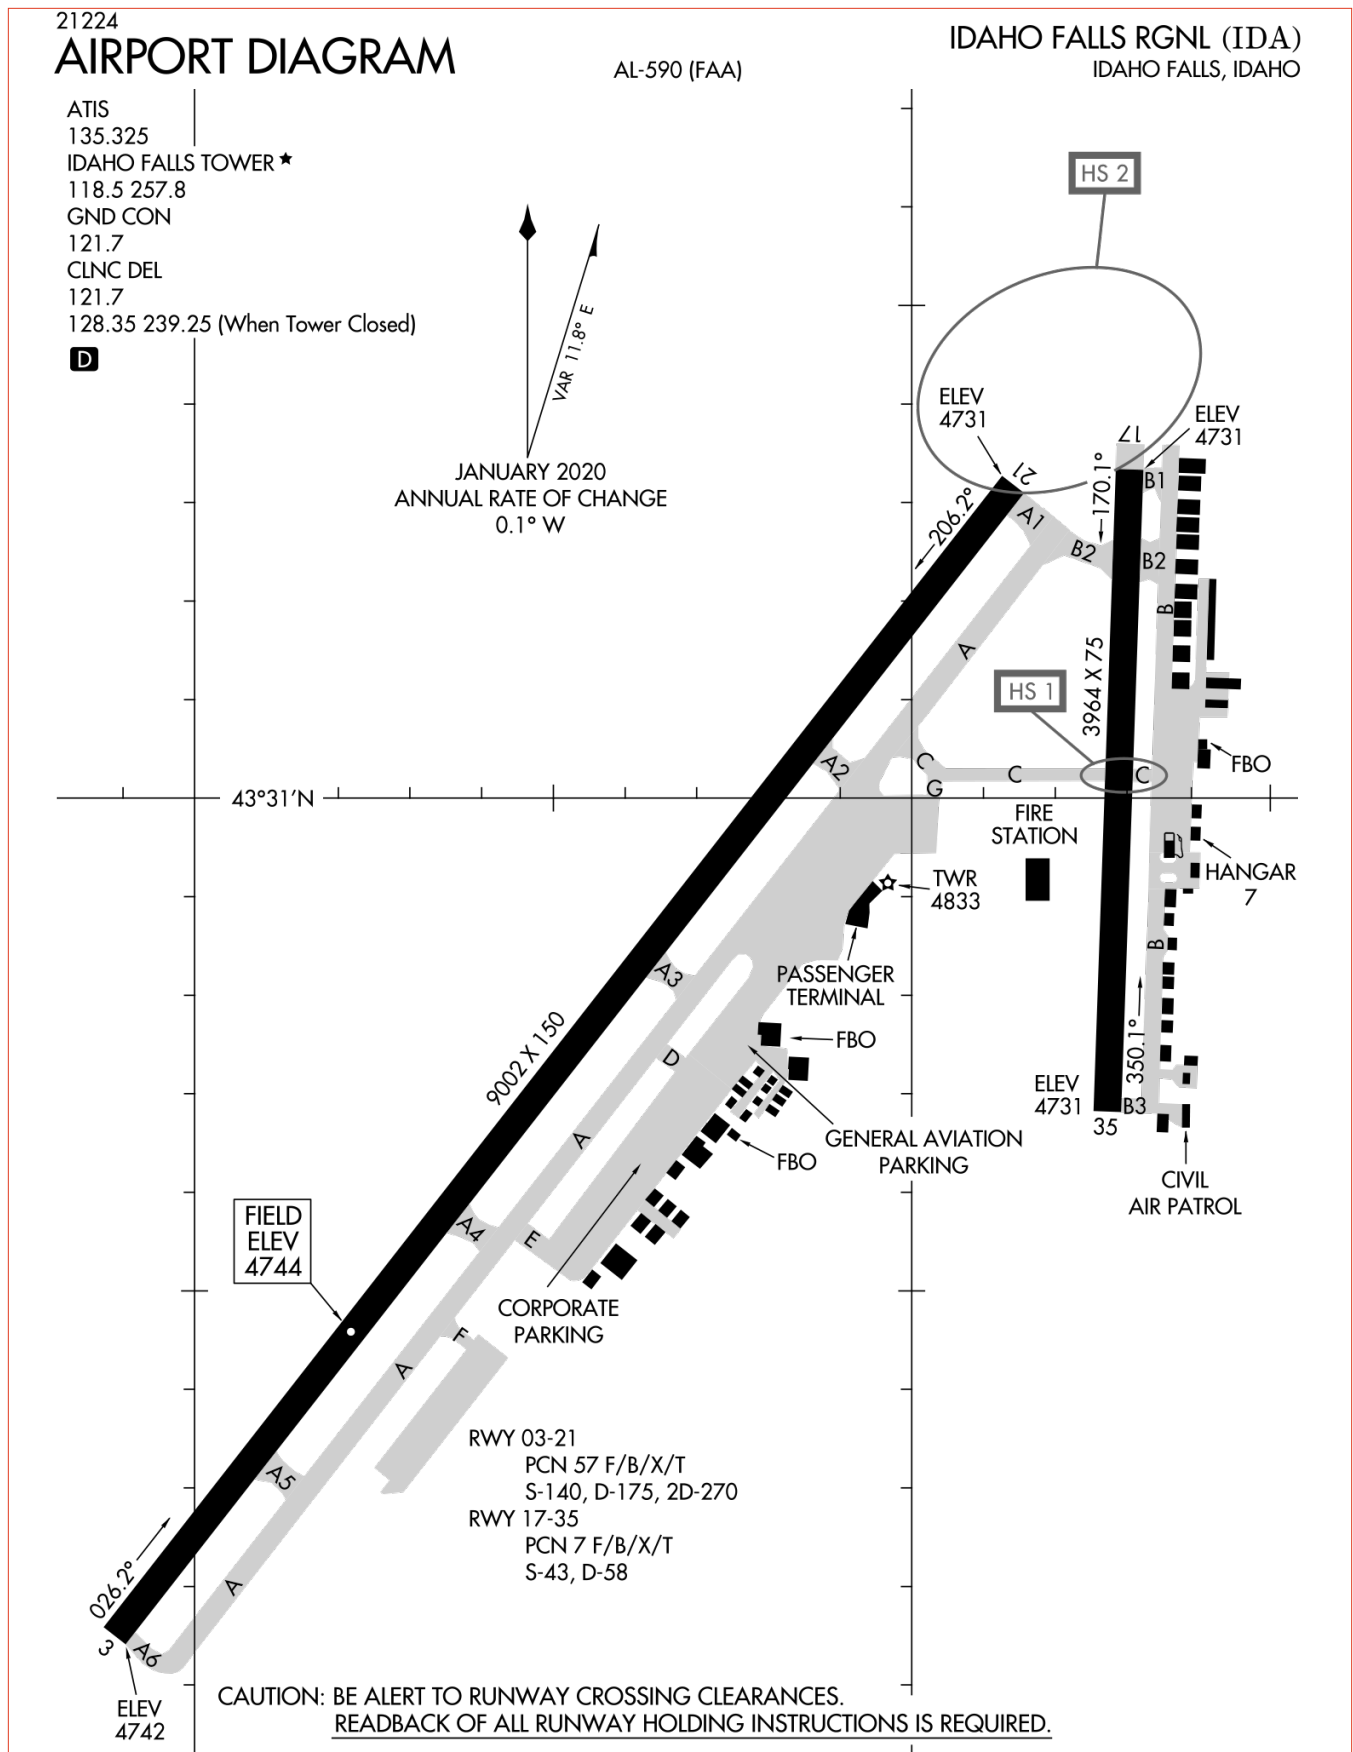 21224
AIRPORT DIAGRAM
AL-590 (FAA)
IDAHO FALLS RGNL (IDA)
IDAHO FALLS, IDAHO
ATIS
135.325
IDAHO FALLS TOWER ★
118.5 257.8
GND CON
121.7
CLNC DEL
121.7
128.35 239.25 (When Tower Closed)
D
VAR 11.8° E
JANUARY 2020
ANNUAL RATE OF CHANGE
0.1° W
HS 2
ELEV
4731
21
17
ELEV
4731
206.2°
170.1°
A1
B1
B2
B2
B
A
3964 X 75
HS 1
A2
C
C
C
G
FBO
43°31'N
FIRE
STATION
TWR
4833
HANGAR
7
PASSENGER
TERMINAL
B
A3
9002 X 150
D
FBO
350.1°
ELEV
4731
B3
35
A
GENERAL AVIATION
PARKING
FBO
CIVIL
AIR PATROL
FIELD
ELEV
4744
A4
E
CORPORATE
PARKING
F
A
RWY 03-21
PCN 57 F/B/X/T
S-140, D-175, 2D-270
RWY 17-35
PCN 7 F/B/X/T
S-43, D-58
A5
026.2°
A
3
A6
ELEV
4742
CAUTION: BE ALERT TO RUNWAY CROSSING CLEARANCES.
READBACK OF ALL RUNWAY HOLDING INSTRUCTIONS IS REQUIRED.